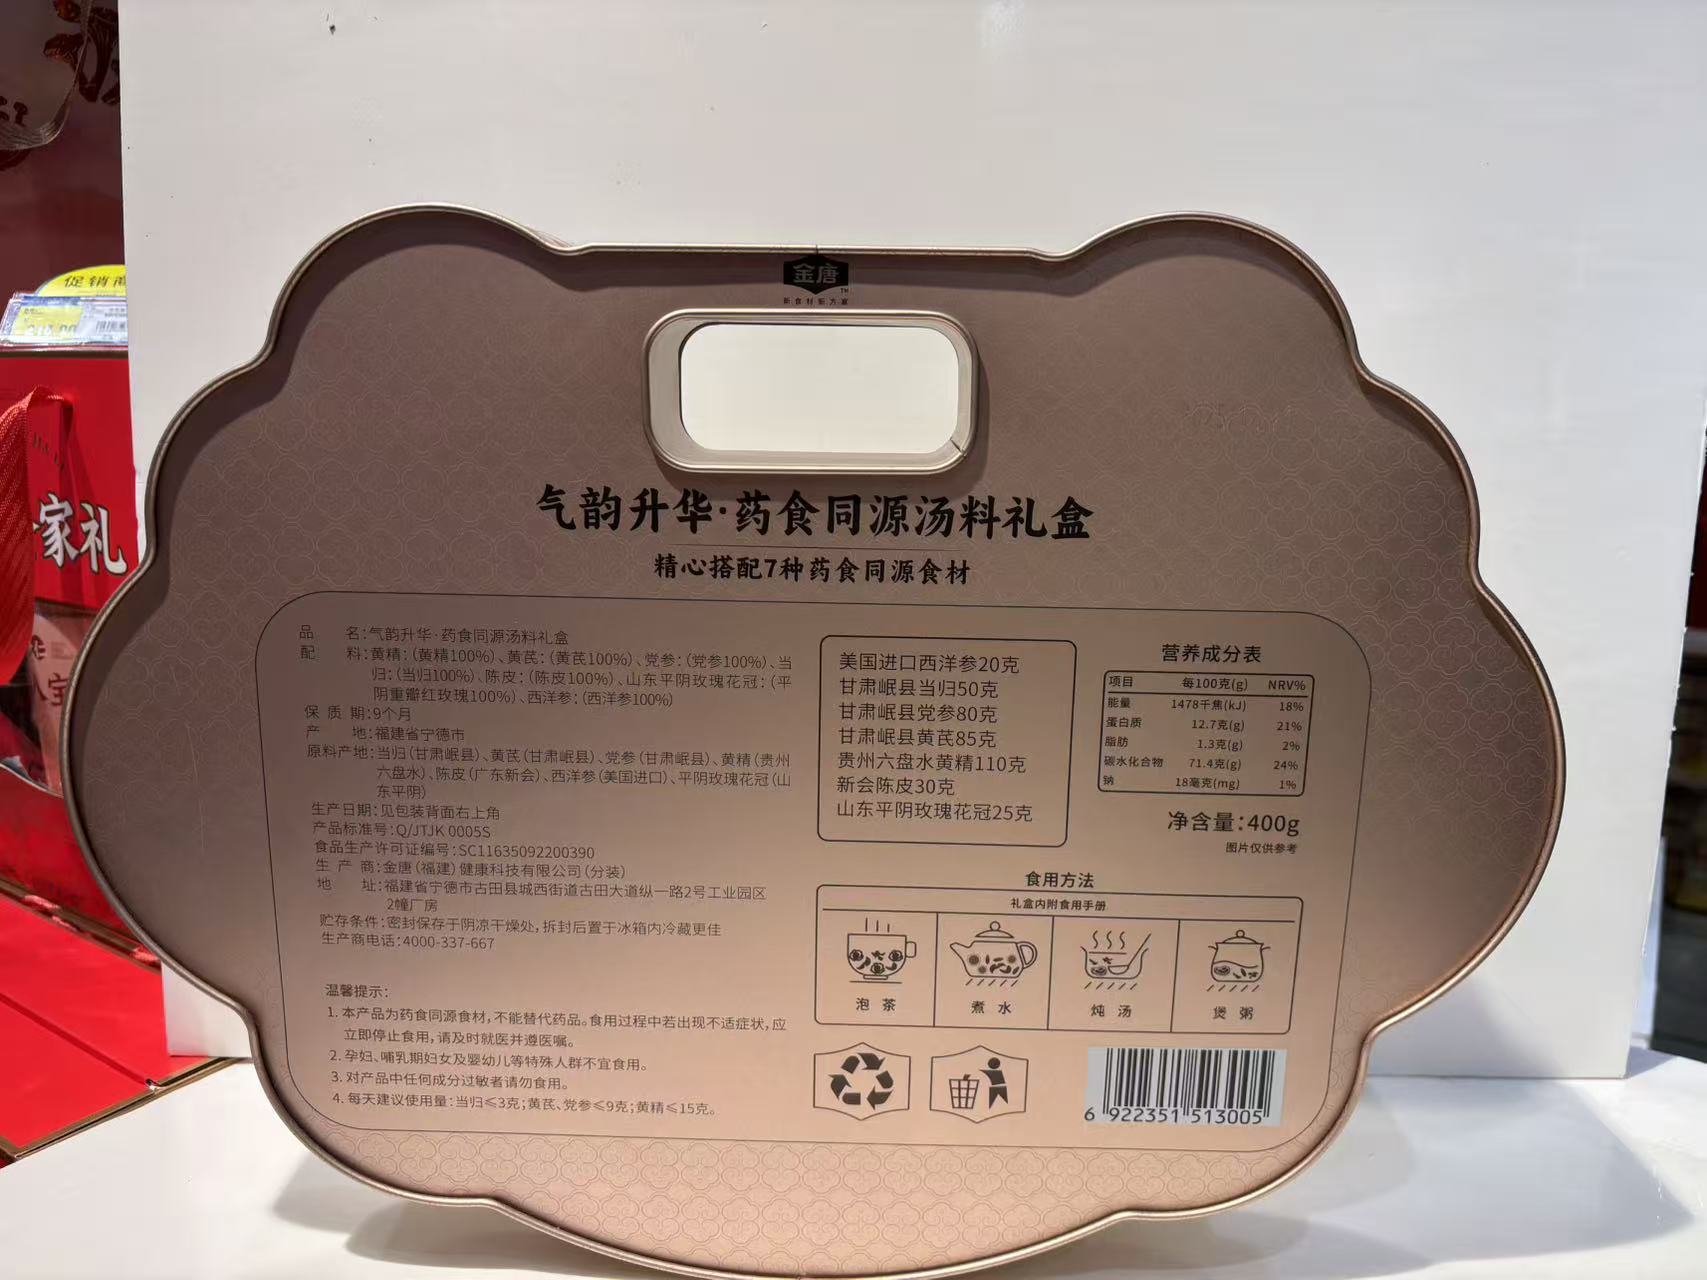 促销
家礼
金唐
TM
新食材新方案
气韵升华·药食同源汤料礼盒
精心搭配7种药食同源食材
品 名:气韵升华·药食同源汤料礼盒
配 料:黄精:(黄精100%)、黄芪:(黄芪100%)、党参:(党参100%)、当
归:(当归100%)、陈皮:(陈皮100%)、山东平阴玫瑰花冠:(平
阴重瓣红玫瑰100%)、西洋参:(西洋参100%)
保 质 期:9个月
产 地:福建省宁德市
原料产地:当归(甘肃岷县)、黄芪(甘肃岷县)、党参(甘肃岷县)、黄精(贵州
六盘水)、陈皮(广东新会)、西洋参(美国进口)、平阴玫瑰花冠(山
东平阴)
生产日期:见包装背面右上角
产品标准号:Q/JTJK 0005S
食品生产许可证编号:SC11635092200390
生 产 商:金唐(福建)健康科技有限公司(分装)
地 址:福建省宁德市古田县城西街道古田大道纵一路2号工业园区
2幢厂房
贮存条件:密封保存于阴凉干燥处,拆封后置于冰箱内冷藏更佳
生产商电话:4000-337-667
温馨提示:
1. 本产品为药食同源食材,不能替代药品。食用过程中若出现不适症状,应
立即停止食用,请及时就医并遵医嘱。
2. 孕妇、哺乳期妇女及婴幼儿等特殊人群不宜食用。
3. 对产品中任何成分过敏者请勿食用。
4. 每天建议使用量:当归≤3克;黄芪、党参≤9克;黄精≤15克。
美国进口西洋参20克
甘肃岷县当归50克
甘肃岷县党参80克
甘肃岷县黄芪85克
贵州六盘水黄精110克
新会陈皮30克
山东平阴玫瑰花冠25克
营养成分表
项目 每100克(g) NRV%
能量 1478千焦(kJ) 18%
蛋白质 12.7克(g) 21%
脂肪 1.3克(g) 2%
碳水化合物 71.4克(g) 24%
钠 18毫克(mg) 1%
净含量:400g
图片仅供参考
食用方法
礼盒内附食用手册
泡 茶
煮 水
炖 汤
煲 粥
6 922351 513005